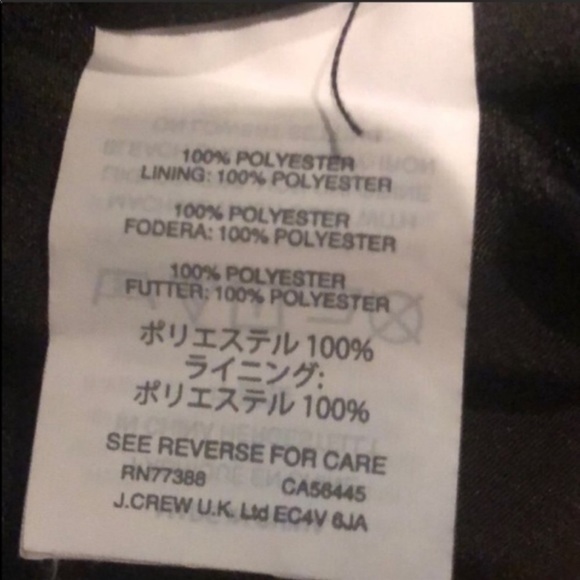 100% POLYESTER
LINING: 100% POLYESTER
100% POLYESTER
FODERA: 100% POLYESTER
100% POLYESTER
FUTTER: 100% POLYESTER
ポリエステル 100%
ライニング:
ポリエステル 100%
SEE REVERSE FOR CARE
RN77388 CA56445
J.CREW U.K. Ltd EC4V 6JA